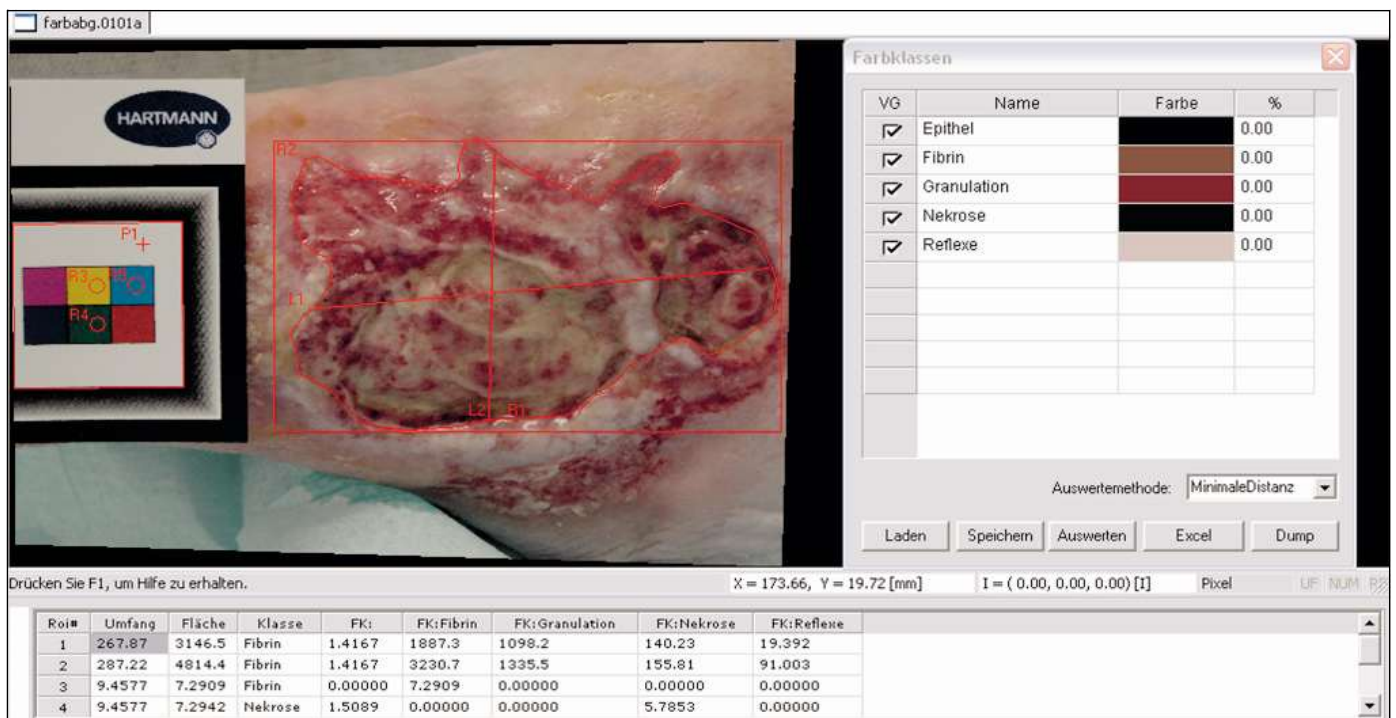 farbabg.0101a
HARTMANN
P1
R3
R4
R2
L1
L2 R1
Farbklassen
VG Name Farbe %
Epithel 0.00
Fibrin 0.00
Granulation 0.00
Nekrose 0.00
Reflexe 0.00
Auswertemethode: MinimaleDistanz
Laden Speichern Auswerten Excel Dump
Drücken Sie F1, um Hilfe zu erhalten. X = 173.66, Y = 19.72 [mm] I = ( 0.00, 0.00, 0.00) [I] Pixel UF NUM
Roi# Umfang Fläche Klasse FK: FK:Fibrin FK:Granulation FK:Nekrose FK:Reflexe
1 267.87 3146.5 Fibrin 1.4167 1887.3 1098.2 140.23 19.392
2 287.22 4814.4 Fibrin 1.4167 3230.7 1335.5 155.81 91.003
3 9.4577 7.2909 Fibrin 0.00000 7.2909 0.00000 0.00000 0.00000
4 9.4577 7.2942 Nekrose 1.5089 0.00000 0.00000 5.7853 0.00000